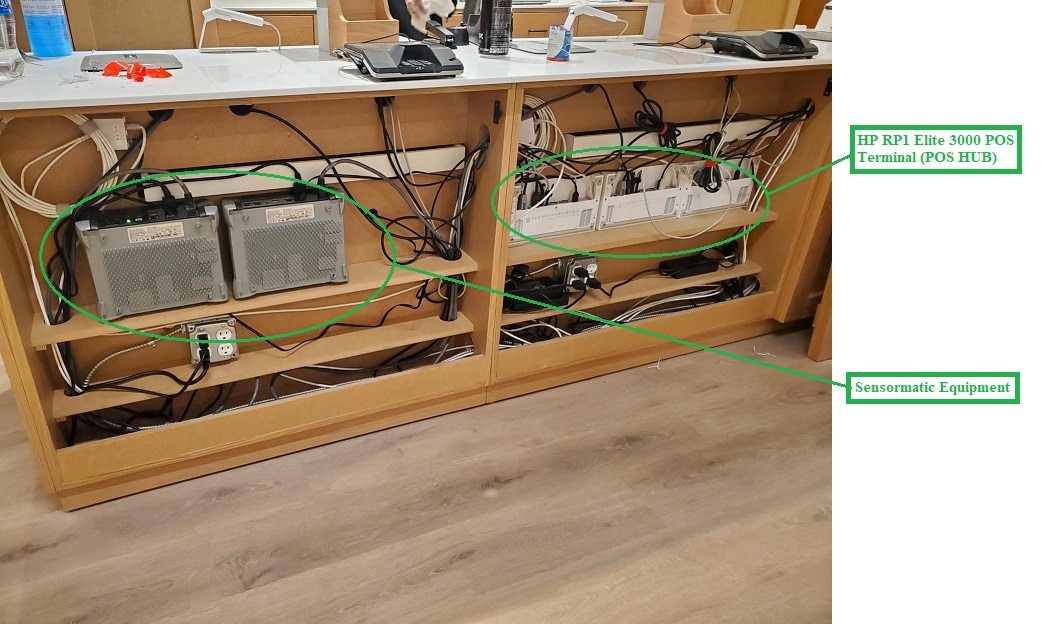 HP RP1 Elite 3000 POS
Terminal (POS HUB)
Sensormatic Equipment